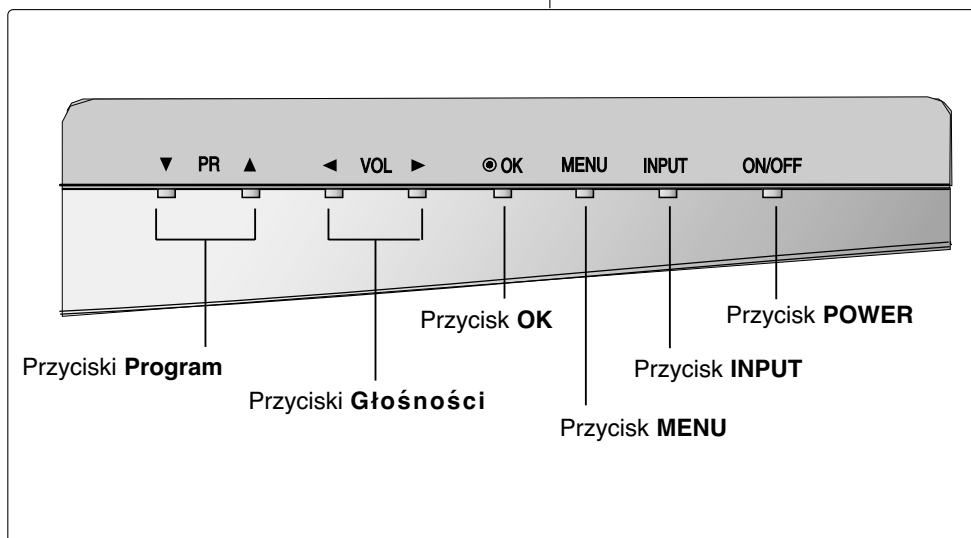 ▼ PR ▲ ◄ VOL ► ◉ OK MENU INPUT ON/OFF
Przycisk OK
Przycisk POWER
Przyciski Program
Przycisk INPUT
Przyciski Głośności
Przycisk MENU